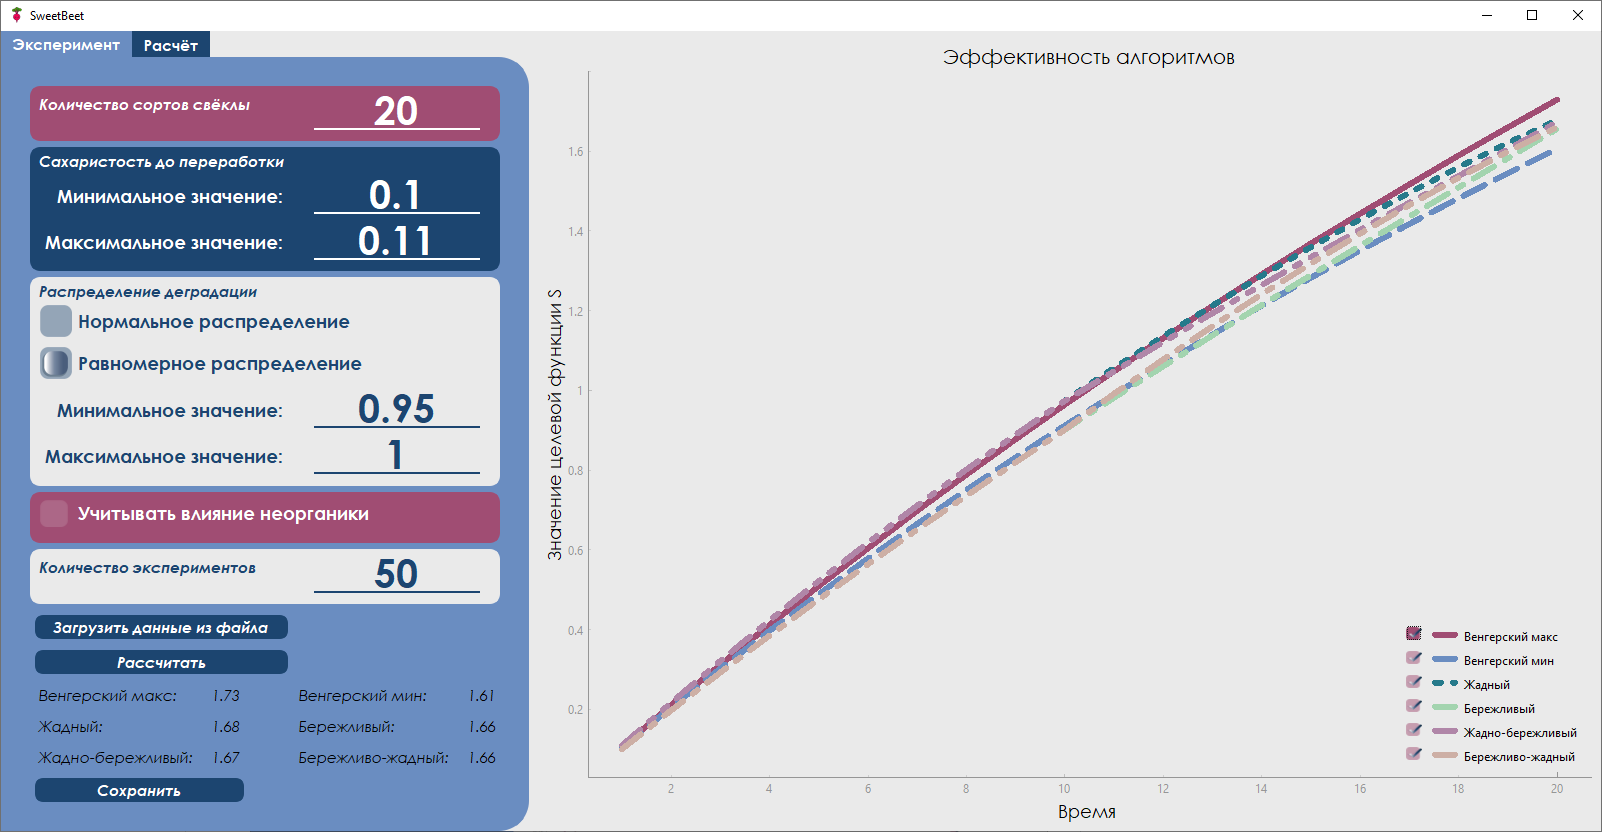 SweetBeet
Эксперимент
Расчёт
Количество сортов свёклы
20
Сахаристость до переработки
Минимальное значение:
0.1
Максимальное значение:
0.11
Распределение деградации
Нормальное распределение
Равномерное распределение
Минимальное значение:
0.95
Максимальное значение:
1
Учитывать влияние неорганики
Количество экспериментов
50
Загрузить данные из файла
Рассчитать
Венгерский макс: 1.73
Венгерский мин: 1.61
Жадный: 1.68
Бережливый: 1.66
Жадно-бережливый: 1.67
Бережливо-жадный: 1.66
Сохранить
Эффективность алгоритмов
Значение целевой функции S
1.6
1.4
1.2
1
0.8
0.6
0.4
0.2
2 4 6 8 10 12 14 16 18 20
Время
Венгерский макс
Венгерский мин
Жадный
Бережливый
Жадно-бережливый
Бережливо-жадный